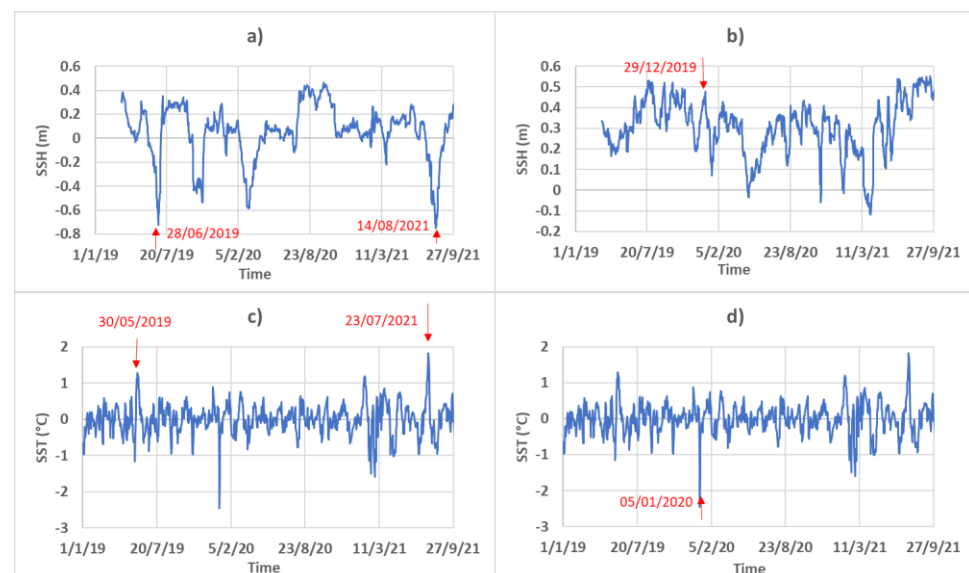 a)
0.6
0.4
0.2
0
-0.2
-0.4
-0.6
-0.8
SSH (m)
28/06/2019
14/08/2021
1/1/19 20/7/19 5/2/20 23/8/20 11/3/21 27/9/21
Time
b)
29/12/2019
0.6
0.5
0.4
0.3
0.2
0.1
0
-0.1
-0.2
SSH (m)
1/1/19 20/7/19 5/2/20 23/8/20 11/3/21 27/9/21
Time
c)
30/05/2019
23/07/2021
2
1
0
-1
-2
-3
SST (°C)
1/1/19 20/7/19 5/2/20 23/8/20 11/3/21 27/9/21
Time
d)
2
1
0
-1
-2
-3
SST (°C)
05/01/2020
1/1/19 20/7/19 5/2/20 23/8/20 11/3/21 27/9/21
Time